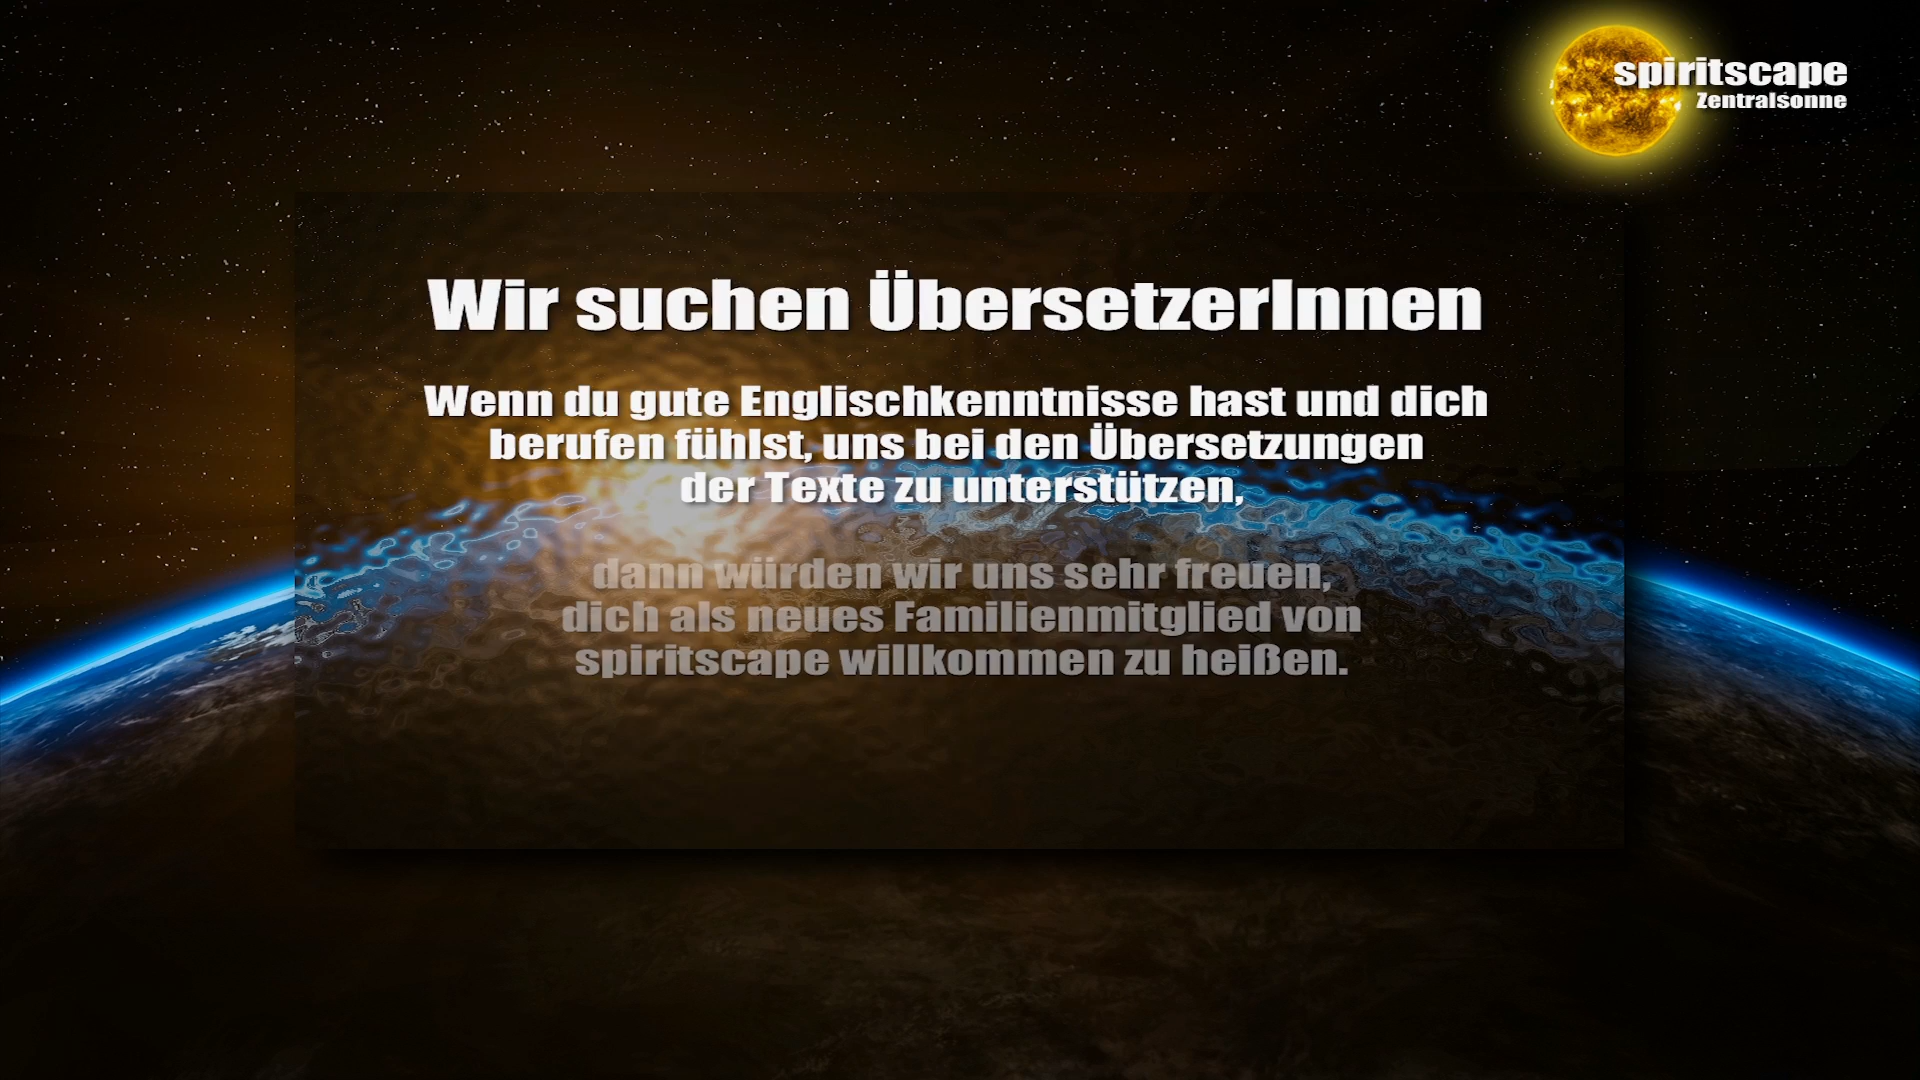 spiritscape
Zentralsonne
Wir suchen ÜbersetzerInnen
Wenn du gute Englischkenntnisse hast und dich
berufen fühlst, uns bei den Übersetzungen
der Texte zu unterstützen,
dann würden wir uns sehr freuen,
dich als neues Familienmitglied von
spiritscape willkommen zu heißen.